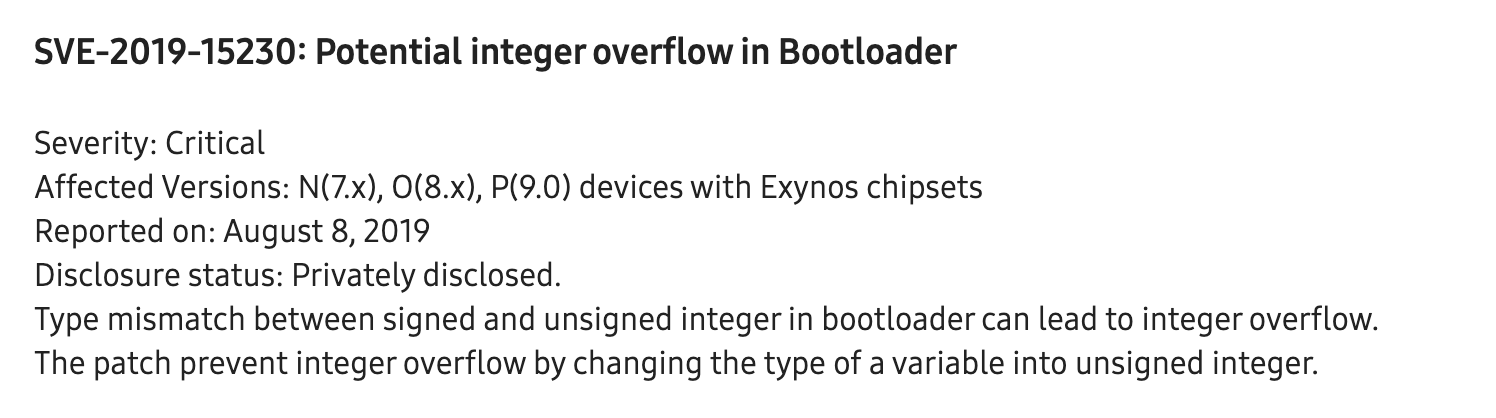 SVE-2019-15230: Potential integer overflow in Bootloader
Severity: Critical
Affected Versions: N(7.x), O(8.x), P(9.0) devices with Exynos chipsets
Reported on: August 8, 2019
Disclosure status: Privately disclosed.
Type mismatch between signed and unsigned integer in bootloader can lead to integer overflow.
The patch prevent integer overflow by changing the type of a variable into unsigned integer.